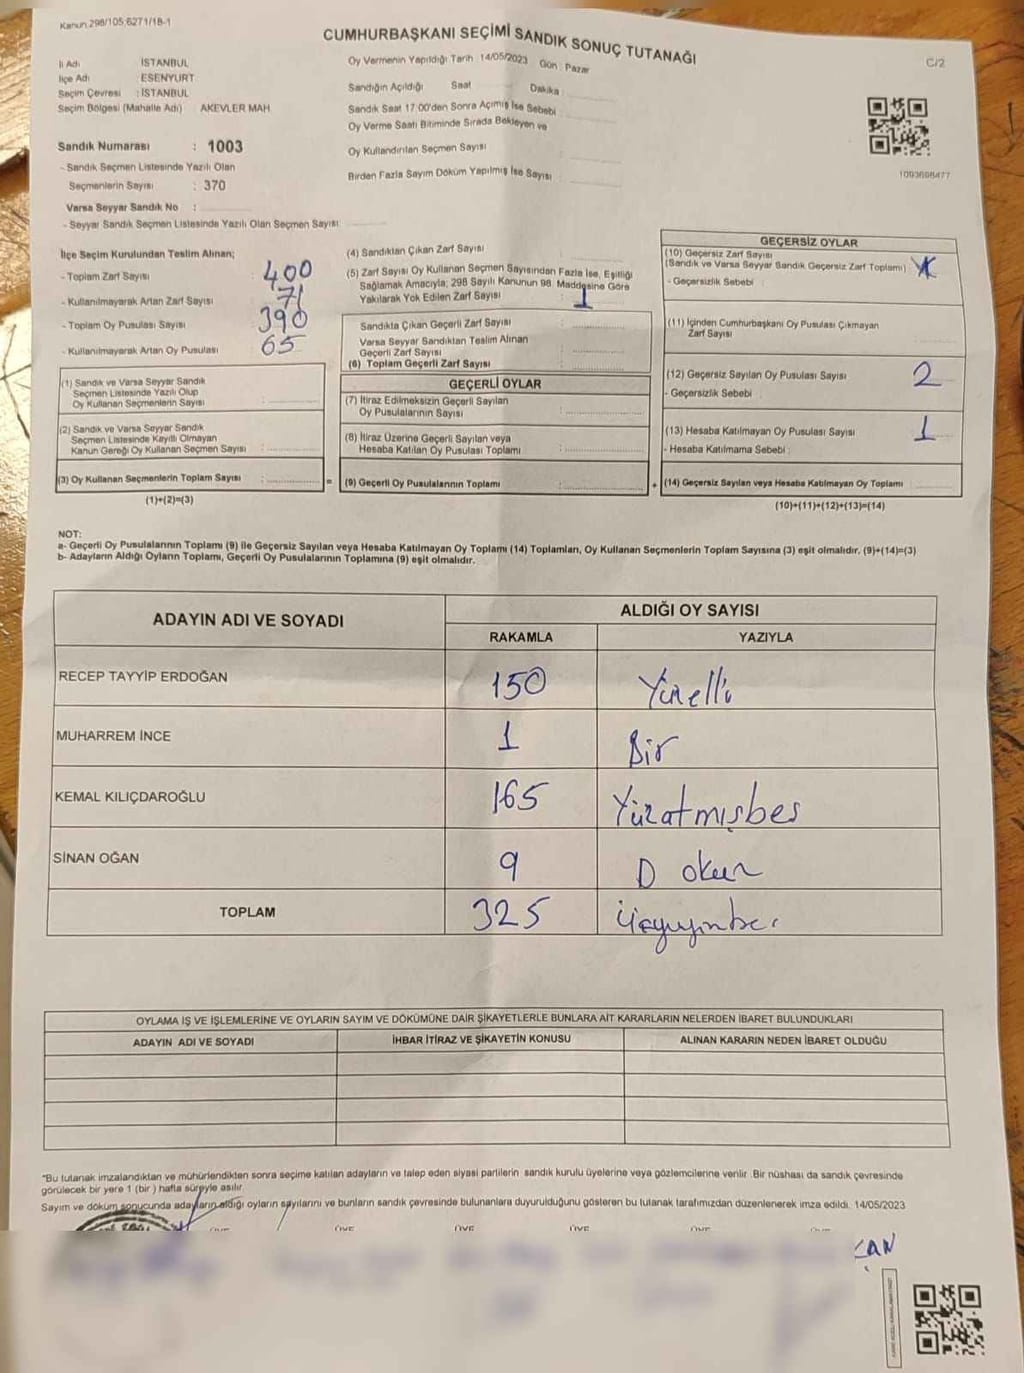 Kanun 298/105,6271/18-1
CUMHURBAŞKANI SEÇİMİ SANDIK SONUÇ TUTANAĞI
C/2
İl Adı İSTANBUL
İlçe Adı ESENYURT
Seçim Çevresi : İSTANBUL
Seçim Bölgesi (Mahalle Adı) AKEVLER MAH
Sandık Numarası : 1003
- Sandık Seçmen Listesinde Yazılı Olan
Seçmenlerin Sayısı : 370
Varsa Seyyar Sandık No :
- Seyyar Sandık Seçmen Listesinde Yazılı Olan Seçmen Sayısı
Oy Vermenin Yapıldığı Tarih 14/05/2023 Gün : Pazar
Sandığın Açıldığı Saat Dakika
Sandık Saat 17 00'den Sonra Açımış İse Sebebi
Oy Verme Saati Bitiminde Sırada Bekleyen ve
Oy Kullandırılan Seçmen Sayısı
Birden Fazla Sayım Döküm Yapılmış İse Sayısı
1093698477
İlçe Seçim Kurulundan Teslim Alınan;
- Toplam Zarf Sayısı 400
- Kullanılmayarak Artan Zarf Sayısı 71
- Toplam Oy Pusulası Sayısı 390
- Kullanılmayarak Artan Oy Pusulası 65
(1) Sandık ve Varsa Seyyar Sandık
Seçmen Listesinde Yazılı Olup
Oy Kullanan Seçmenlerin Sayısı :
(2) Sandık ve Varsa Seyyar Sandık
Seçmen Listesinde Kayıtlı Olmayan
Kanun Gereği Oy Kullanan Seçmen Sayısı :
(3) Oy Kullanan Seçmenlerin Toplam Sayısı : =
(1)+(2)=(3)
(4) Sandıktan Çıkan Zarf Sayısı
(5) Zarf Sayısı Oy Kullanan Seçmen Sayısından Fazla İse, Eşitliği
Sağlamak Amacıyla; 298 Sayılı Kanunun 98. Maddesine Göre
Yakılarak Yok Edilen Zarf Sayısı : 1
Sandıkta Çıkan Geçerli Zarf Sayısı :
Varsa Seyyar Sandıktan Teslim Alınan
Geçerli Zarf Sayısı :
(6) Toplam Geçerli Zarf Sayısı :
GEÇERLİ OYLAR
(7) İtiraz Edilmeksizin Geçerli Sayılan
Oy Pusulalarının Sayısı :
(8) İtiraz Üzerine Geçerli Sayılan veya
Hesaba Katılan Oy Pusulası Toplamı :
(9) Geçerli Oy Pusulalarının Toplamı : +
GEÇERSİZ OYLAR
(10) Geçersiz Zarf Sayısı
(Sandık ve Varsa Seyyar Sandık Geçersiz Zarf Toplamı)
- Geçersizlik Sebebi :
(11) İçinden Cumhurbaşkanı Oy Pusulası Çıkmayan
Zarf Sayısı
(12) Geçersiz Sayılan Oy Pusulası Sayısı 2
- Geçersizlik Sebebi
(13) Hesaba Katılmayan Oy Pusulası Sayısı 1
- Hesaba Katılmama Sebebi :
(14) Geçersiz Sayılan veya Hesaba Katılmayan Oy Toplamı
(10)+(11)+(12)+(13)=(14)
NOT:
a- Geçerli Oy Pusulalarının Toplamı (9) ile Geçersiz Sayılan veya Hesaba Katılmayan Oy Toplamı (14) Toplamları, Oy Kullanan Seçmenlerin Toplam Sayısına (3) eşit olmalıdır. (9)+(14)=(3)
b- Adayların Aldığı Oyların Toplamı, Geçerli Oy Pusulalarının Toplamına (9) eşit olmalıdır.
ADAYIN ADI VE SOYADI
ALDIĞI OY SAYISI
RAKAMLA YAZIYLA
RECEP TAYYİP ERDOĞAN 150 Yüzelli
MUHARREM İNCE 1 Bir
KEMAL KILIÇDAROĞLU 165 Yüzatmışbes
SİNAN OĞAN 9 Dokuz
TOPLAM 325
OYLAMA İŞ VE İŞLEMLERİNE VE OYLARIN SAYIM VE DÖKÜMÜNE DAİR ŞİKAYETLERLE BUNLARA AİT KARARLARIN NELERDEN İBARET BULUNDUKLARI
ADAYIN ADI VE SOYADI İHBAR İTİRAZ VE ŞİKAYETİN KONUSU ALINAN KARARIN NEDEN İBARET OLDUĞU
"Bu tutanak imzalandıktan ve mühürlendikten sonra seçime katılan adayların ve talep eden siyasi partilerin sandık kurulu üyelerine veya gözlemcilerine verilir. Bir nüshası da sandık çevresinde
görülecek bir yere 1 (bir) hafta süreyle asılır.
Sayım ve döküm sonucunda adayların aldığı oyların sayılarını ve bunların sandık çevresinde bulunanlara duyurulduğunu gösteren bu tutanak tarafımızdan düzenlenerek imza edildi. 14/05/2023